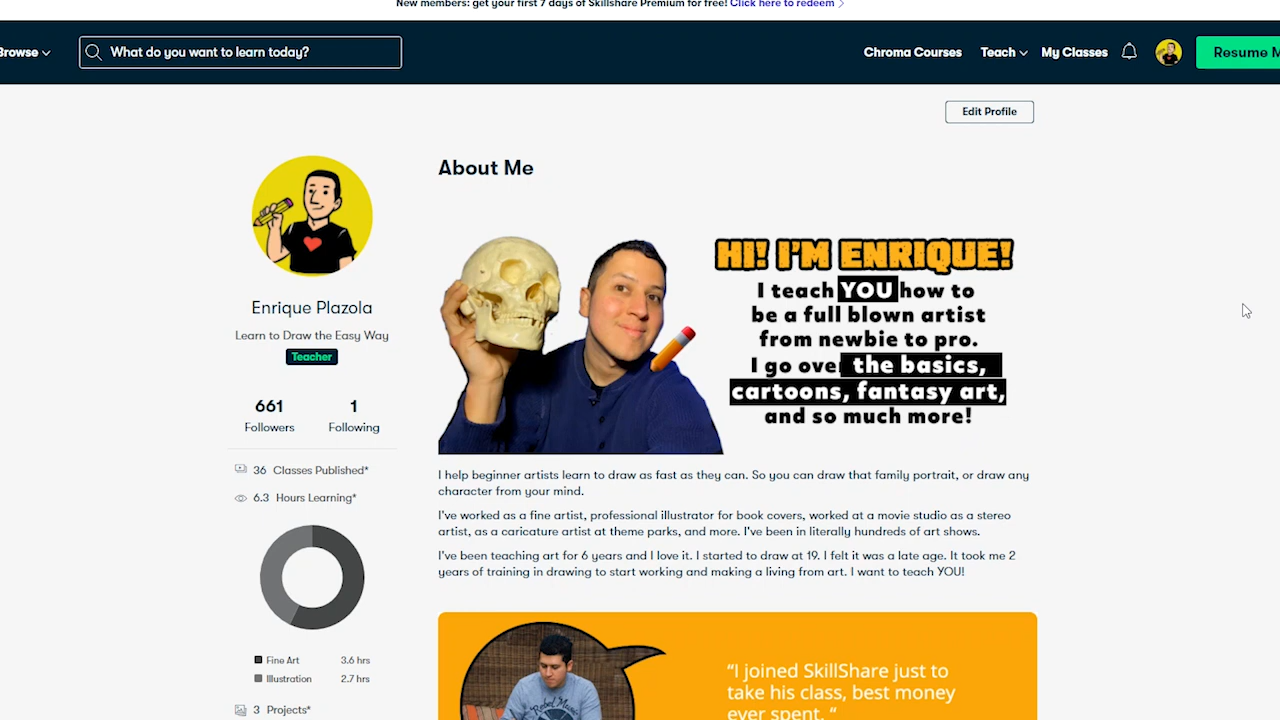 New members: get your first 7 days of Skillshare Premium for free! Click here to redeem
Browse
What do you want to learn today?
Chroma Courses
Teach
My Classes
Resume M
Edit Profile
Enrique Plazola
Learn to Draw the Easy Way
Teacher
661
Followers
1
Following
36 Classes Published*
6.3 Hours Learning*
Fine Art 3.6 hrs
Illustration 2.7 hrs
3 Projects*
About Me
HI! I'M ENRIQUE!
I teach YOU how to
be a full blown artist
from newbie to pro.
I go over the basics,
cartoons, fantasy art,
and so much more!
I help beginner artists learn to draw as fast as they can. So you can draw that family portrait, or draw any
character from your mind.
I've worked as a fine artist, professional illustrator for book covers, worked at a movie studio as a stereo
artist, as a caricature artist at theme parks, and more. I've been in literally hundreds of art shows.
I've been teaching art for 6 years and I love it. I started to draw at 19. I felt it was a late age. It took me 2
years of training in drawing to start working and making a living from art. I want to teach YOU!
"I joined SkillShare just to
take his class, best money
ever spent. "